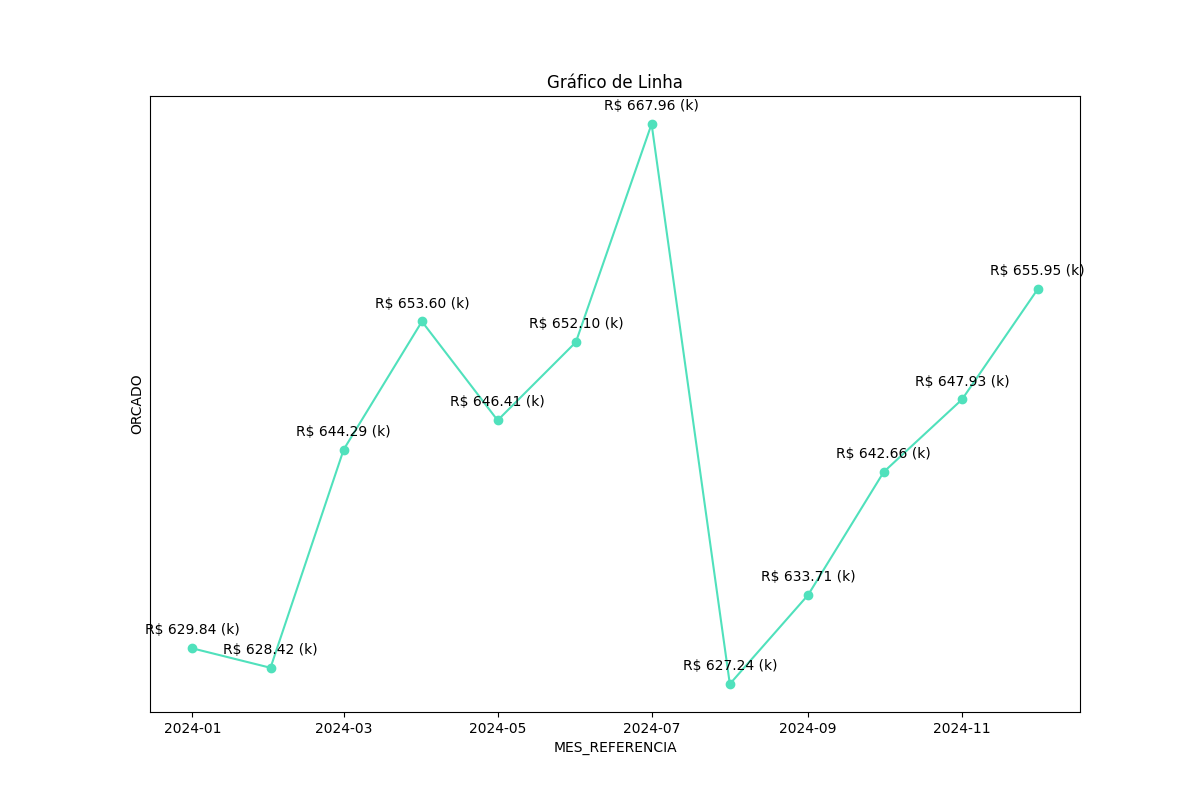 Gráfico de Linha
R$ 667.96 (k)
R$ 655.95 (k)
R$ 653.60 (k)
R$ 652.10 (k)
R$ 647.93 (k)
R$ 646.41 (k)
R$ 644.29 (k)
R$ 642.66 (k)
R$ 633.71 (k)
R$ 629.84 (k)
R$ 628.42 (k)
R$ 627.24 (k)
ORCADO
2024-01 2024-03 2024-05 2024-07 2024-09 2024-11
MES_REFERENCIA